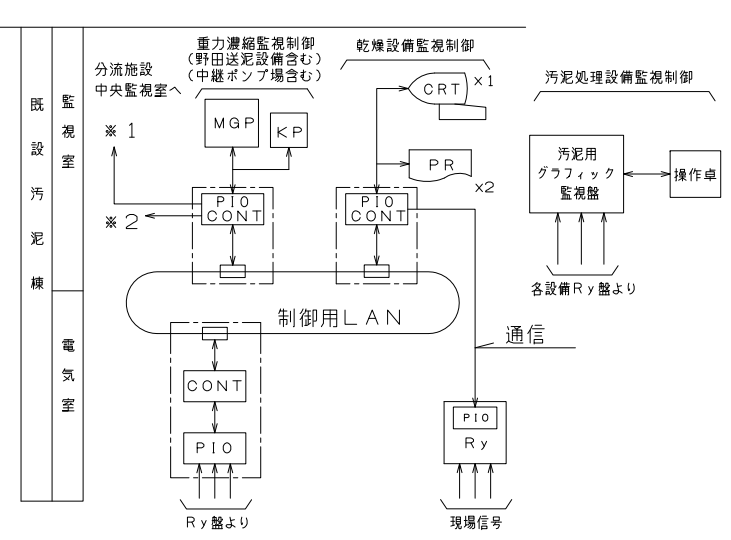 既設汚泥棟
監視室
電気室
分流施設
中央監視室へ
※1
※2
重力濃縮監視制御
(野田送泥設備含む)
(中継ポンプ場含む)
MGP
KP
PIO
CONT
乾燥設備監視制御
CRT
x1
PR
x2
PIO
CONT
汚泥処理設備監視制御
汚泥用
グラフィック
監視盤
操作卓
各設備Ry盤より
制御用LAN
通信
CONT
PIO
Ry盤より
PIO
Ry
現場信号